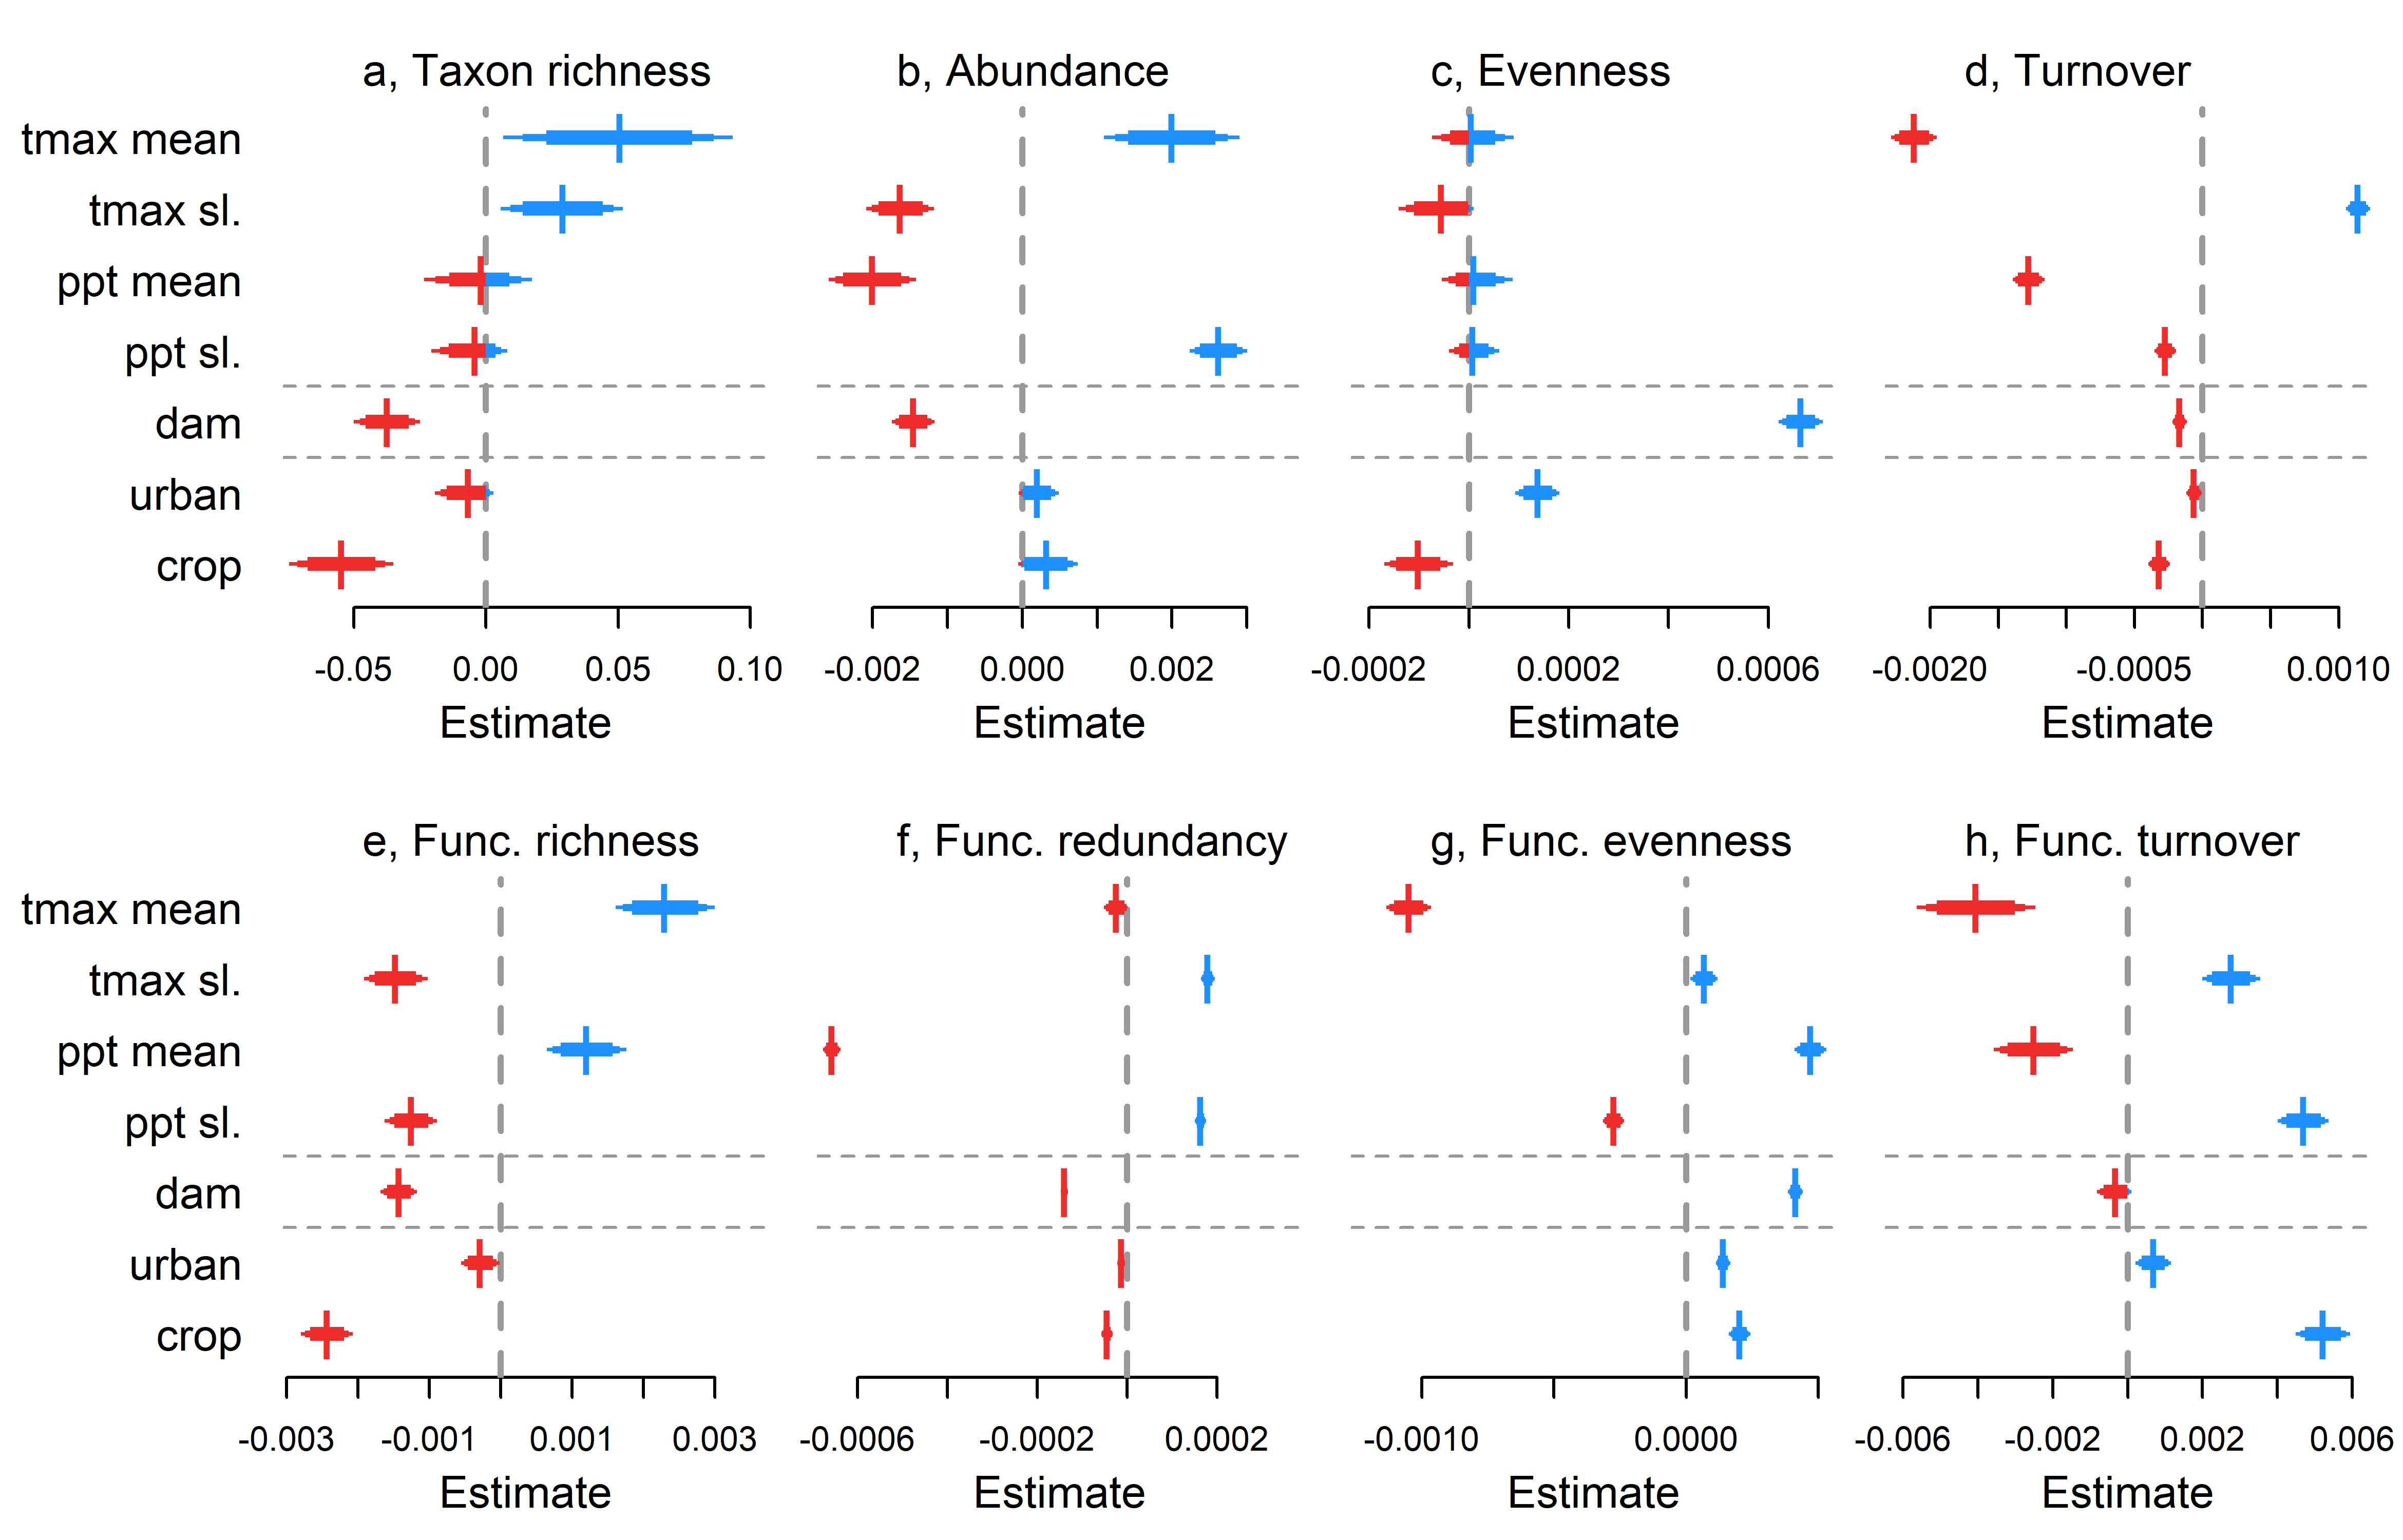 a, Taxon richness b, Abundance c, Evenness d, Turnover
tmax mean
tmax sl.
ppt mean
ppt sl.
dam
urban
crop
-0.05 0.00 0.05 0.10 -0.002 0.000 0.002 -0.0002 0.0002 0.0006 -0.0020 -0.0005 0.0010
Estimate Estimate Estimate Estimate
e, Func. richness f, Func. redundancy g, Func. evenness h, Func. turnover
tmax mean
tmax sl.
ppt mean
ppt sl.
dam
urban
crop
-0.003 -0.001 0.001 0.003 -0.0006 -0.0002 0.0002 -0.0010 0.0000 -0.006 -0.002 0.002 0.006
Estimate Estimate Estimate Estimate